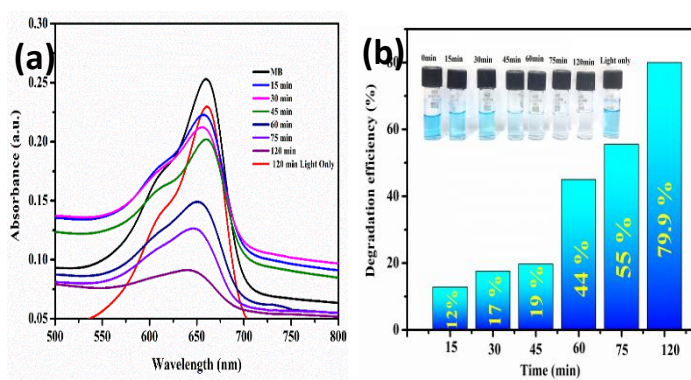 (a)
0.30
0.25
0.20
0.15
0.10
0.05
Absorbance (a.u.)
MB
15 min
30 min
45 min
60 min
75 min
120 min
120 min Light Only
500 550 600 650 700 750 800
Wavelength (nm)
(b)
0min 15min 30min 45min 60min 75min 120min Light only
80
60
40
20
0
Degradation efficiency (%)
12%
17 %
19 %
44 %
55 %
79.9 %
15 30 45 60 75 120
Time (min)